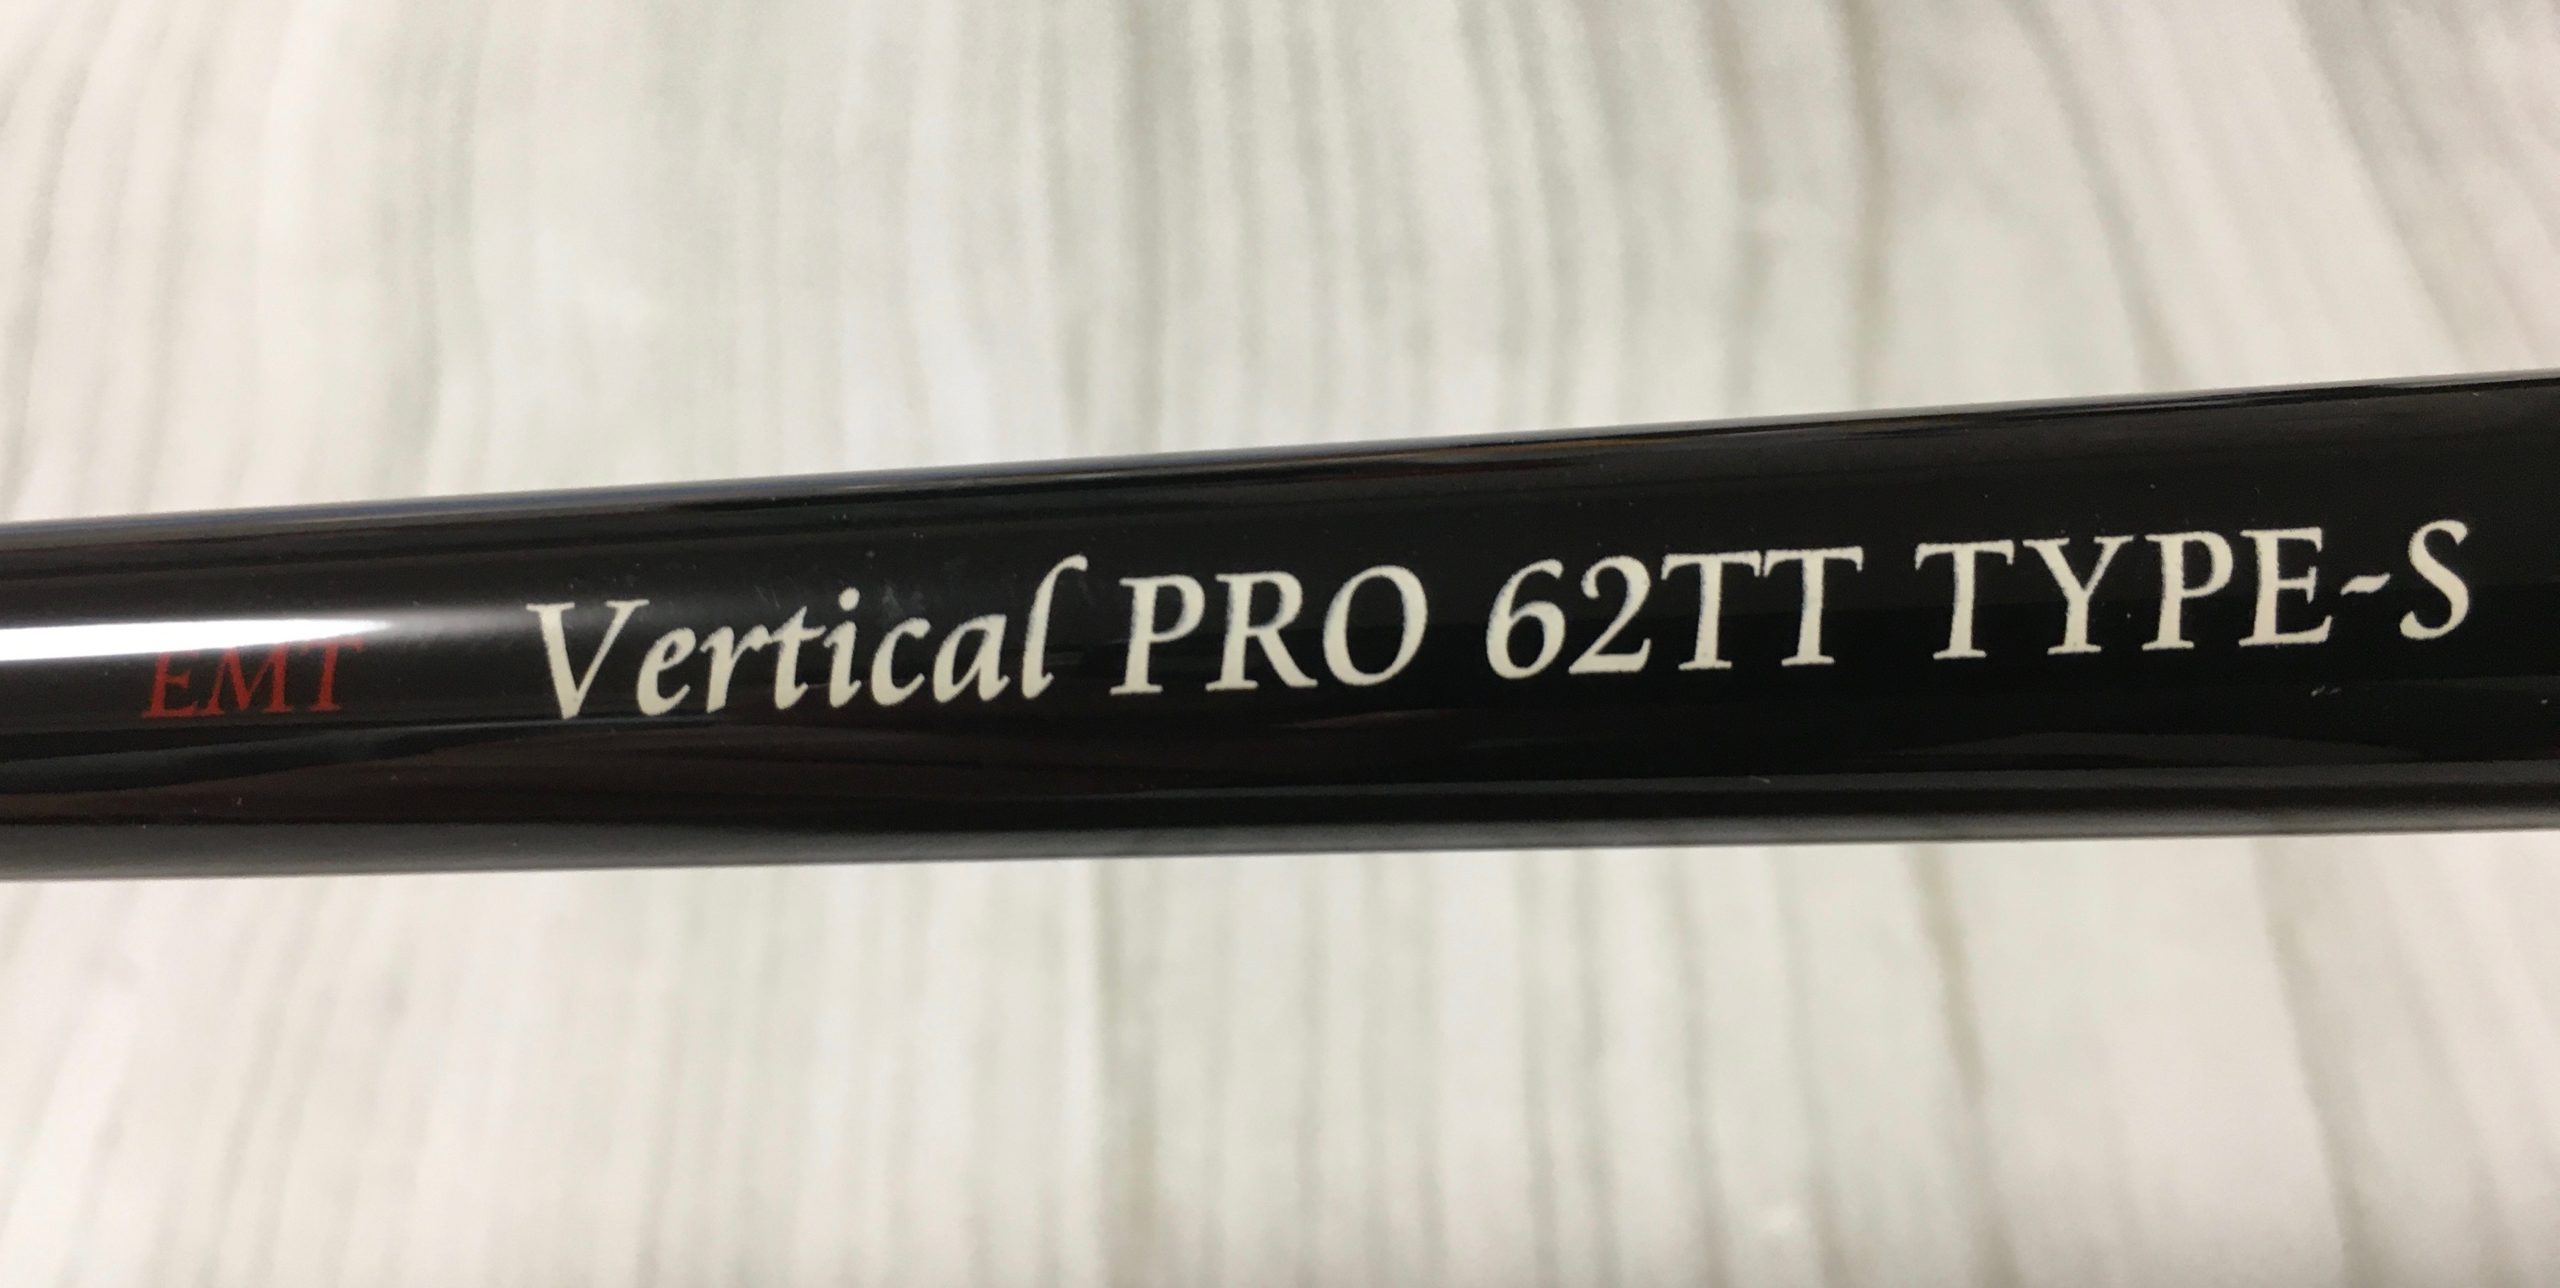 EMT Vertical PRO 62TT TYPE-S